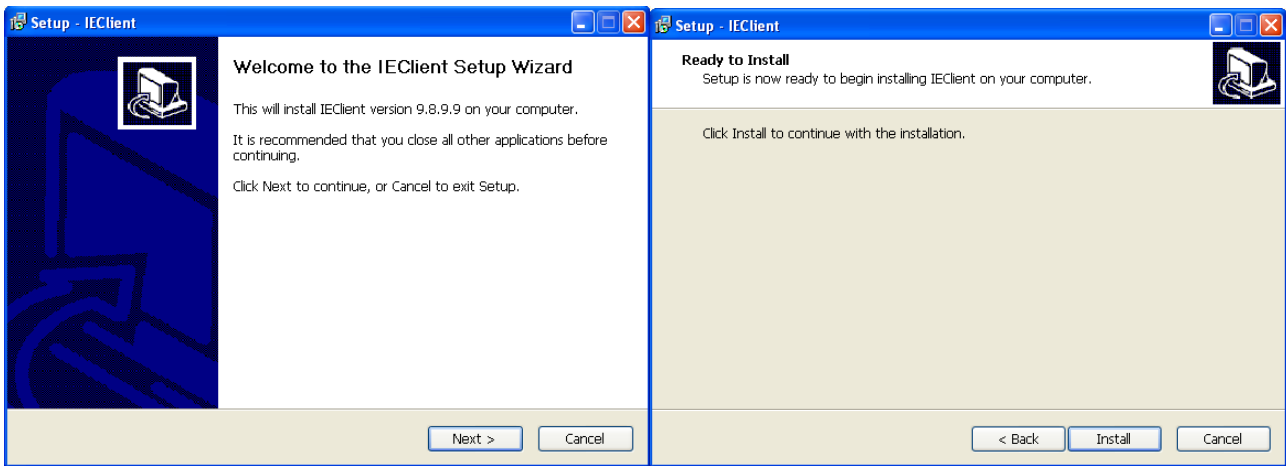 Setup - IEClient
Welcome to the IEClient Setup Wizard
This will install IEClient version 9.8.9.9 on your computer.
It is recommended that you close all other applications before
continuing.
Click Next to continue, or Cancel to exit Setup.
Next >
Cancel
Setup - IEClient
Ready to Install
Setup is now ready to begin installing IEClient on your computer.
Click Install to continue with the installation.
< Back
Install
Cancel